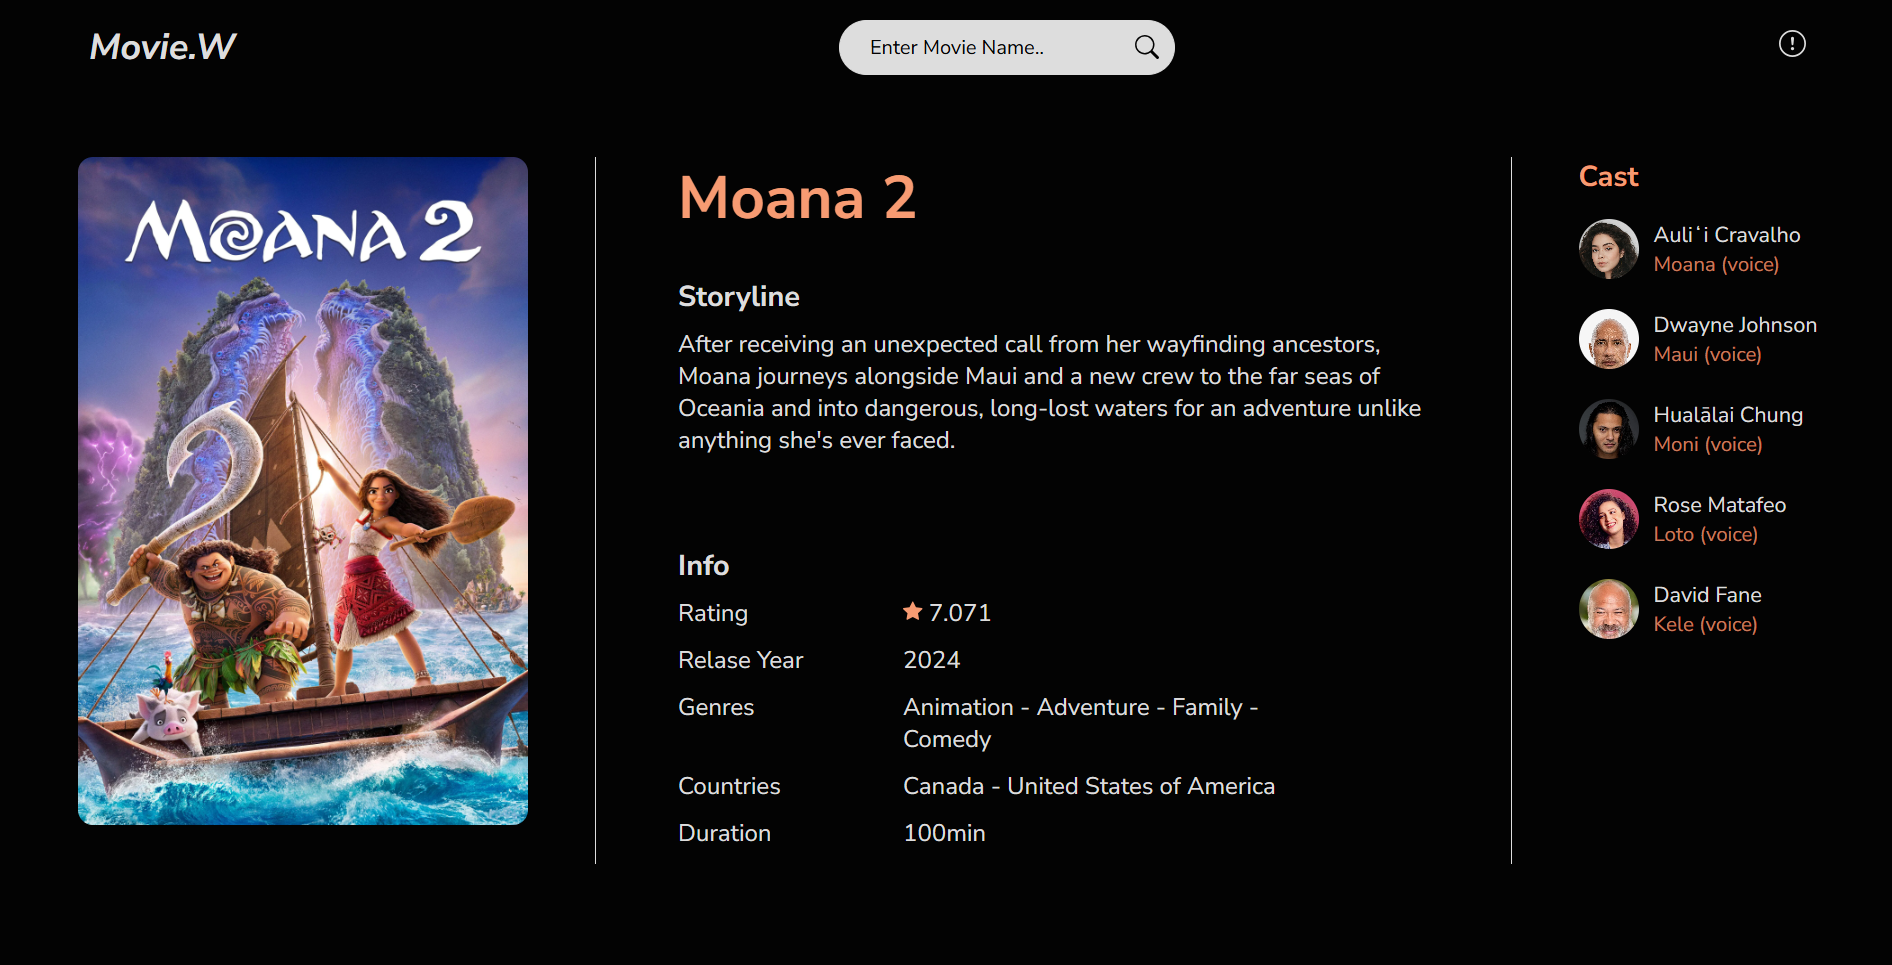 Movie.W
Enter Movie Name..
MOANA 2
Moana 2
Storyline
After receiving an unexpected call from her wayfinding ancestors,
Moana journeys alongside Maui and a new crew to the far seas of
Oceania and into dangerous, long-lost waters for an adventure unlike
anything she's ever faced.
Info
Rating 7.071
Relase Year 2024
Genres Animation - Adventure - Family -
Comedy
Countries Canada - United States of America
Duration 100min
Cast
Auliʻi Cravalho
Moana (voice)
Dwayne Johnson
Maui (voice)
Hualālai Chung
Moni (voice)
Rose Matafeo
Loto (voice)
David Fane
Kele (voice)